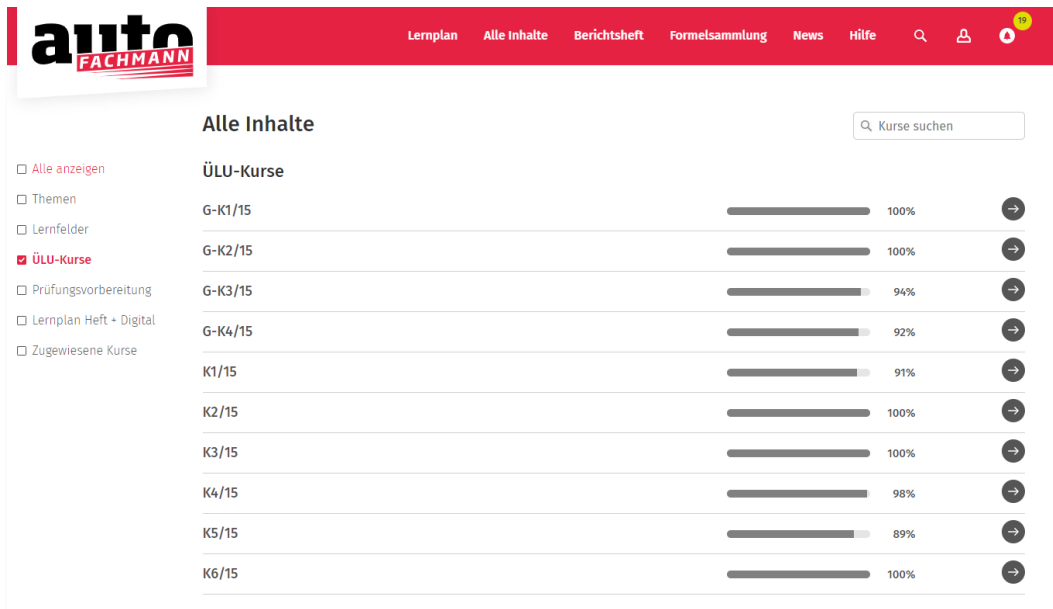 auto
FACHMANN
Lernplan Alle Inhalte Berichtsheft Formelsammlung News Hilfe 19
Alle Inhalte
Kurse suchen
Alle anzeigen
Themen
Lernfelder
ÜLU-Kurse
Prüfungsvorbereitung
Lernplan Heft + Digital
Zugewiesene Kurse
ÜLU-Kurse
G-K1/15 100%
G-K2/15 100%
G-K3/15 94%
G-K4/15 92%
K1/15 91%
K2/15 100%
K3/15 100%
K4/15 98%
K5/15 89%
K6/15 100%